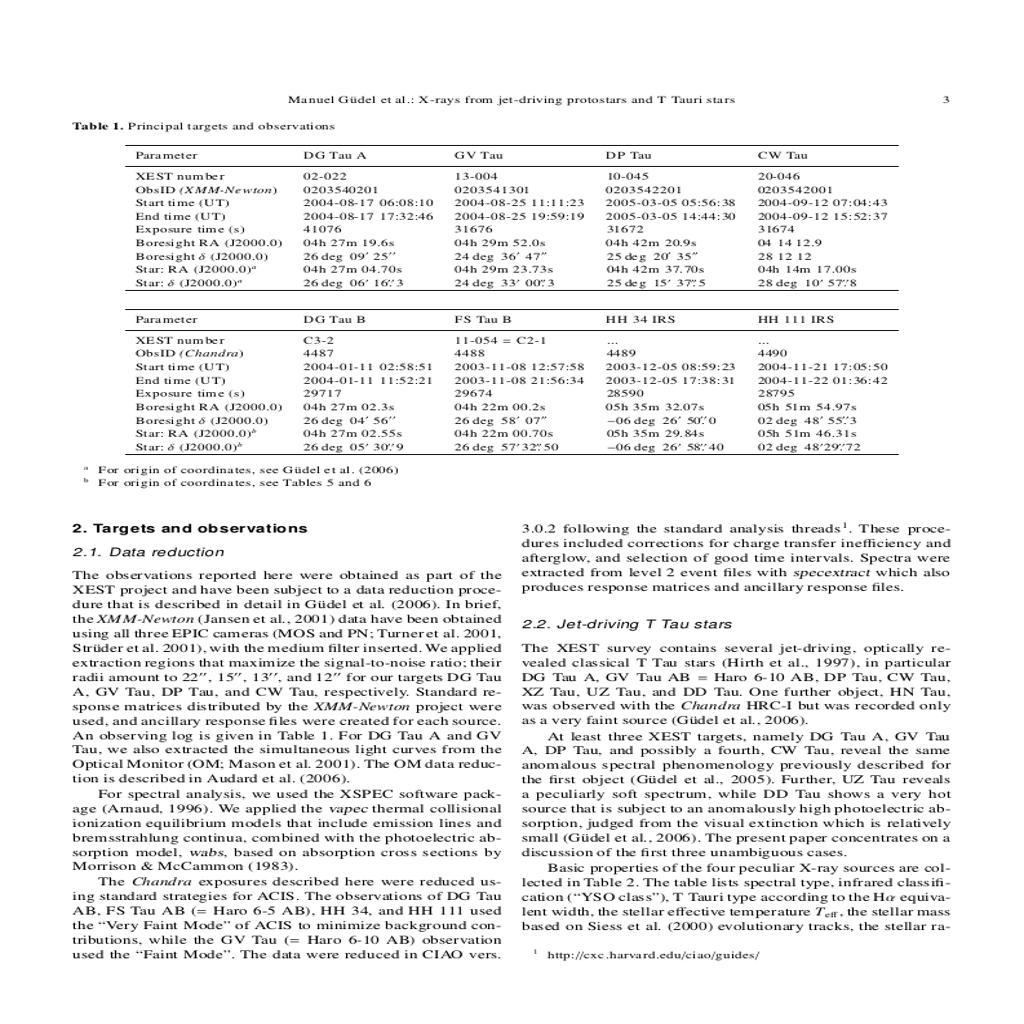 Manuel Güdel et al.: X-rays from jet-driving protostars and T Tauri stars 3
Table 1. Principal targets and observations
Parameter DG Tau A GV Tau DP Tau CW Tau
XEST number 02-022 13-004 10-045 20-046
ObsID (XMM-Newton) 0203540201 0203541301 0203542201 0203542001
Start time (UT) 2004-08-17 06:08:10 2004-08-25 11:11:23 2005-03-05 05:56:38 2004-09-12 07:04:43
End time (UT) 2004-08-17 17:32:46 2004-08-25 19:59:19 2005-03-05 14:44:30 2004-09-12 15:52:37
Exposure time (s) 41076 31676 31672 31674
Boresight RA (J2000.0) 04h 27m 19.6s 04h 29m 52.0s 04h 42m 20.9s 04 14 12.9
Boresight δ (J2000.0) 26 deg 09′ 25″ 24 deg 36′ 47″ 25 deg 20′ 35″ 28 12 12
Star: RA (J2000.0)ᵃ 04h 27m 04.70s 04h 29m 23.73s 04h 42m 37.70s 04h 14m 17.00s
Star: δ (J2000.0)ᵃ 26 deg 06′ 16″.3 24 deg 33′ 00″.3 25 deg 15′ 37″.5 28 deg 10′ 57″.8
Parameter DG Tau B FS Tau B HH 34 IRS HH 111 IRS
XEST number C3-2 11-054 = C2-1 ... ...
ObsID (Chandra) 4487 4488 4489 4490
Start time (UT) 2004-01-11 02:58:51 2003-11-08 12:57:58 2003-12-05 08:59:23 2004-11-21 17:05:50
End time (UT) 2004-01-11 11:52:21 2003-11-08 21:56:34 2003-12-05 17:38:31 2004-11-22 01:36:42
Exposure time (s) 29717 29674 28590 28795
Boresight RA (J2000.0) 04h 27m 02.3s 04h 22m 00.2s 05h 35m 32.07s 05h 51m 54.97s
Boresight δ (J2000.0) 26 deg 04′ 56″ 26 deg 58′ 07″ −06 deg 26′ 50″.0 02 deg 48′ 55″.3
Star: RA (J2000.0)ᵇ 04h 27m 02.55s 04h 22m 00.70s 05h 35m 29.84s 05h 51m 46.31s
Star: δ (J2000.0)ᵇ 26 deg 05′ 30″.9 26 deg 57′32″.50 −06 deg 26′ 58″.40 02 deg 48′29″.72
ᵃ For origin of coordinates, see Güdel et al. (2006)
ᵇ For origin of coordinates, see Tables 5 and 6
2. Targets and observations
2.1. Data reduction
The observations reported here were obtained as part of the
XEST project and have been subject to a data reduction proce-
dure that is described in detail in Güdel et al. (2006). In brief,
the XMM-Newton (Jansen et al., 2001) data have been obtained
using all three EPIC cameras (MOS and PN; Turner et al. 2001,
Strüder et al. 2001), with the medium filter inserted. We applied
extraction regions that maximize the signal-to-noise ratio; their
radii amount to 22″, 15″, 13″, and 12″ for our targets DG Tau
A, GV Tau, DP Tau, and CW Tau, respectively. Standard re-
sponse matrices distributed by the XMM-Newton project were
used, and ancillary response files were created for each source.
An observing log is given in Table 1. For DG Tau A and GV
Tau, we also extracted the simultaneous light curves from the
Optical Monitor (OM; Mason et al. 2001). The OM data reduc-
tion is described in Audard et al. (2006).
For spectral analysis, we used the XSPEC software pack-
age (Arnaud, 1996). We applied the vapec thermal collisional
ionization equilibrium models that include emission lines and
bremsstrahlung continua, combined with the photoelectric ab-
sorption model, wabs, based on absorption cross sections by
Morrison & McCammon (1983).
The Chandra exposures described here were reduced us-
ing standard strategies for ACIS. The observations of DG Tau
AB, FS Tau AB (= Haro 6-5 AB), HH 34, and HH 111 used
the “Very Faint Mode” of ACIS to minimize background con-
tributions, while the GV Tau (= Haro 6-10 AB) observation
used the “Faint Mode”. The data were reduced in CIAO vers.
3.0.2 following the standard analysis threads¹. These proce-
dures included corrections for charge transfer inefficiency and
afterglow, and selection of good time intervals. Spectra were
extracted from level 2 event files with specextract which also
produces response matrices and ancillary response files.
2.2. Jet-driving T Tau stars
The XEST survey contains several jet-driving, optically re-
vealed classical T Tau stars (Hirth et al., 1997), in particular
DG Tau A, GV Tau AB = Haro 6-10 AB, DP Tau, CW Tau,
XZ Tau, UZ Tau, and DD Tau. One further object, HN Tau,
was observed with the Chandra HRC-I but was recorded only
as a very faint source (Güdel et al., 2006).
At least three XEST targets, namely DG Tau A, GV Tau
A, DP Tau, and possibly a fourth, CW Tau, reveal the same
anomalous spectral phenomenology previously described for
the first object (Güdel et al., 2005). Further, UZ Tau reveals
a peculiarly soft spectrum, while DD Tau shows a very hot
source that is subject to an anomalously high photoelectric ab-
sorption, judged from the visual extinction which is relatively
small (Güdel et al., 2006). The present paper concentrates on a
discussion of the first three unambiguous cases.
Basic properties of the four peculiar X-ray sources are col-
lected in Table 2. The table lists spectral type, infrared classifi-
cation (“YSO class”), T Tauri type according to the Hα equiva-
lent width, the stellar effective temperature Teff, the stellar mass
based on Siess et al. (2000) evolutionary tracks, the stellar ra-
¹ http://cxc.harvard.edu/ciao/guides/